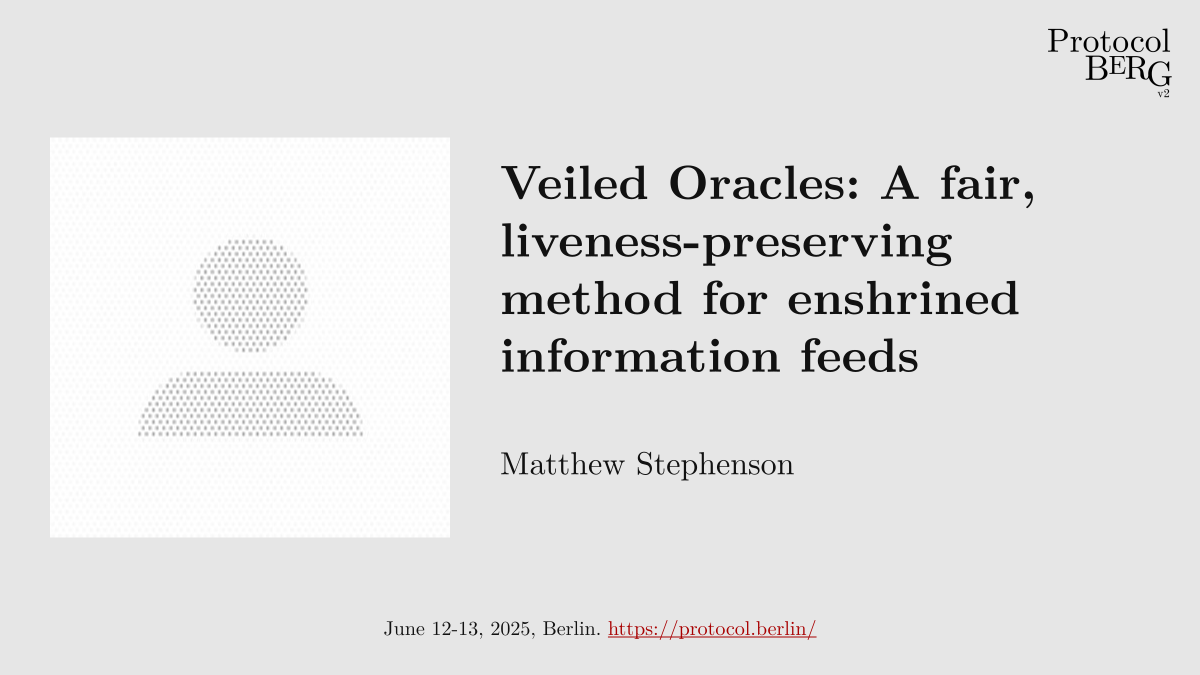 Protocol
BERG
v2
Veiled Oracles: A fair,
liveness-preserving
method for enshrined
information feeds
Matthew Stephenson
June 12-13, 2025, Berlin. https://protocol.berlin/